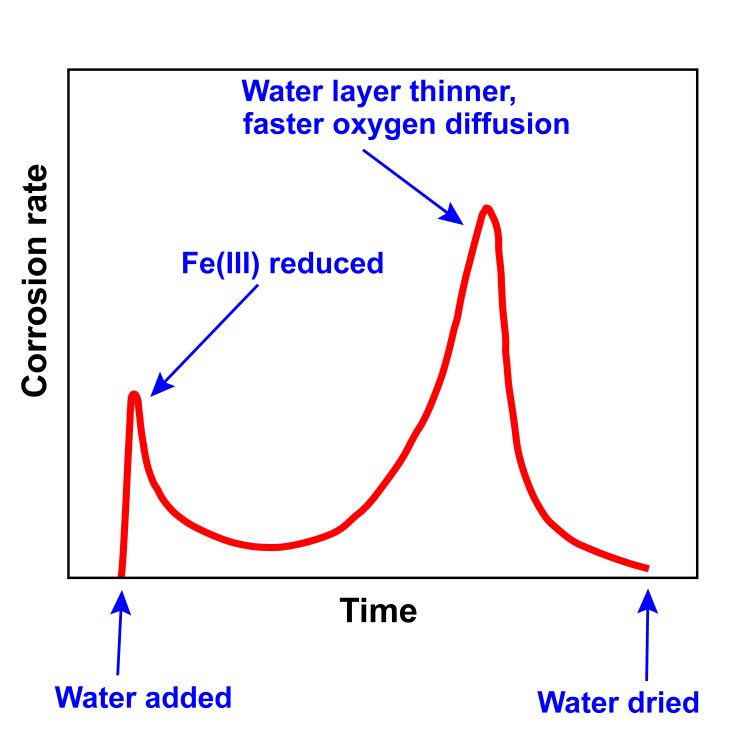 Water layer thinner,
faster oxygen diffusion
Fe(III) reduced
Corrosion rate
Time
Water added
Water dried